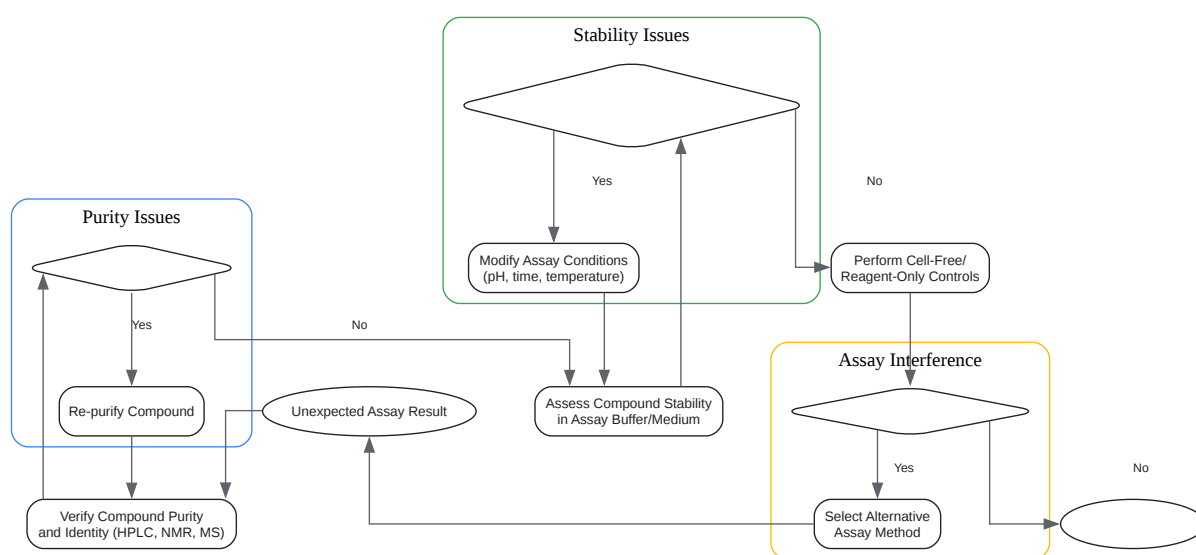 Stability Issues
Yes
No
Purity Issues
Modify Assay Conditions
(pH, time, temperature)
Perform Cell-Free/
Reagent-Only Controls
Yes
No
Assay Interference
Re-purify Compound
Unexpected Assay Result
Assess Compound Stability
in Assay Buffer/Medium
Yes
No
Verify Compound Purity
and Identity (HPLC, NMR, MS)
Select Alternative
Assay Method